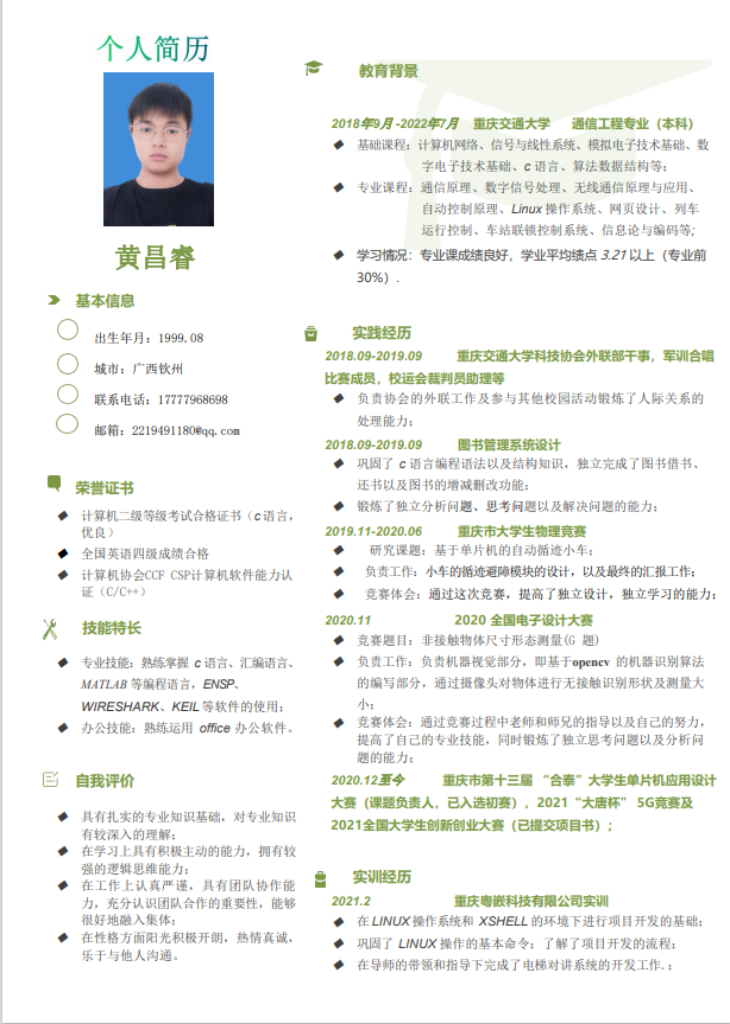 个人简历
黄昌睿
基本信息
出生年月：1999.08
城市：广西钦州
联系电话：17777968698
邮箱：2219491180@qq.com
荣誉证书
计算机二级等级考试合格证书（c语言，
优良）
全国英语四级成绩合格
计算机协会CCF CSP计算机软件能力认
证（C/C++）
技能特长
专业技能：熟练掌握 c 语言、汇编语言、
MATLAB 等编程语言，ENSP、
WIRESHARK、KEIL 等软件的使用；
办公技能：熟练运用 office 办公软件。
自我评价
具有扎实的专业知识基础，对专业知识
有较深入的理解；
在学习上具有积极主动的能力，拥有较
强的逻辑思维能力；
在工作上认真严谨，具有团队协作能
力，充分认识团队合作的重要性，能够
很好地融入集体；
在性格方面阳光积极开朗，热情真诚，
乐于与他人沟通。
教育背景
2018年9月-2022年7月 重庆交通大学 通信工程专业（本科）
基础课程：计算机网络、信号与线性系统、模拟电子技术基础、数
字电子技术基础、c 语言、算法数据结构等；
专业课程：通信原理、数字信号处理、无线通信原理与应用、
自动控制原理、Linux 操作系统、网页设计、列车
运行控制、车站联锁控制系统、信息论与编码等；
学习情况：专业课成绩良好，学业平均绩点 3.21 以上（专业前
30%）.
实践经历
2018.09-2019.09 重庆交通大学科技协会外联部干事，军训合唱
比赛成员，校运会裁判员助理等
负责协会的外联工作及参与其他校园活动锻炼了人际关系的
处理能力；
2018.09-2019.09 图书管理系统设计
巩固了 c 语言编程语法以及结构知识，独立完成了图书借书、
还书以及图书的增减删改功能；
锻炼了独立分析问题、思考问题以及解决问题的能力；
2019.11-2020.06 重庆市大学生物理竞赛
研究课题：基于单片机的自动循迹小车；
负责工作：小车的循迹避障模块的设计，以及最终的汇报工作；
竞赛体会：通过这次竞赛，提高了独立设计，独立学习的能力；
2020.11 2020 全国电子设计大赛
竞赛题目：非接触物体尺寸形态测量(G 题)
负责工作：负责机器视觉部分，即基于opencv 的机器识别算法
的编写部分，通过摄像头对物体进行无接触识别形状及测量大
小；
竞赛体会：通过竞赛过程中老师和师兄的指导以及自己的努力，
提高了自己的专业技能，同时锻炼了独立思考问题以及分析问
题的能力；
2020.12至今 重庆市第十三届 “合泰”大学生单片机应用设计
大赛（课题负责人，已入选初赛），2021“大唐杯” 5G竞赛及
2021全国大学生创新创业大赛（已提交项目书）；
实训经历
2021.2 重庆粤嵌科技有限公司实训
在 LINUX 操作系统和 XSHELL 的环境下进行项目开发的基础；
巩固了 LINUX 操作的基本命令；了解了项目开发的流程；
在导师的带领和指导下完成了电梯对讲系统的开发工作.；